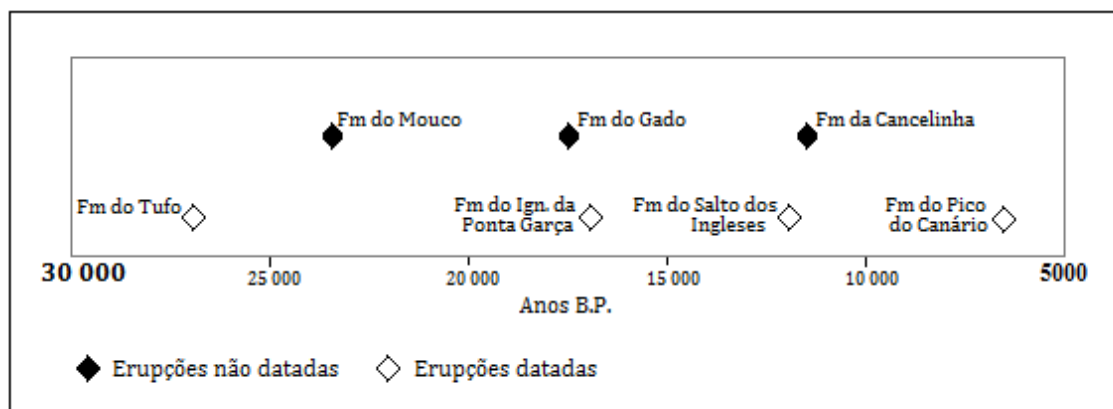 Fm do Mouco
Fm do Gado
Fm da Cancelinha
Fm do Tufo
Fm do Ign. da
Ponta Garça
Fm do Salto dos
Ingleses
Fm do Pico
do Canário
30 000
25 000
20 000
15 000
10 000
5000
Anos B.P.
Erupções não datadas
Erupções datadas